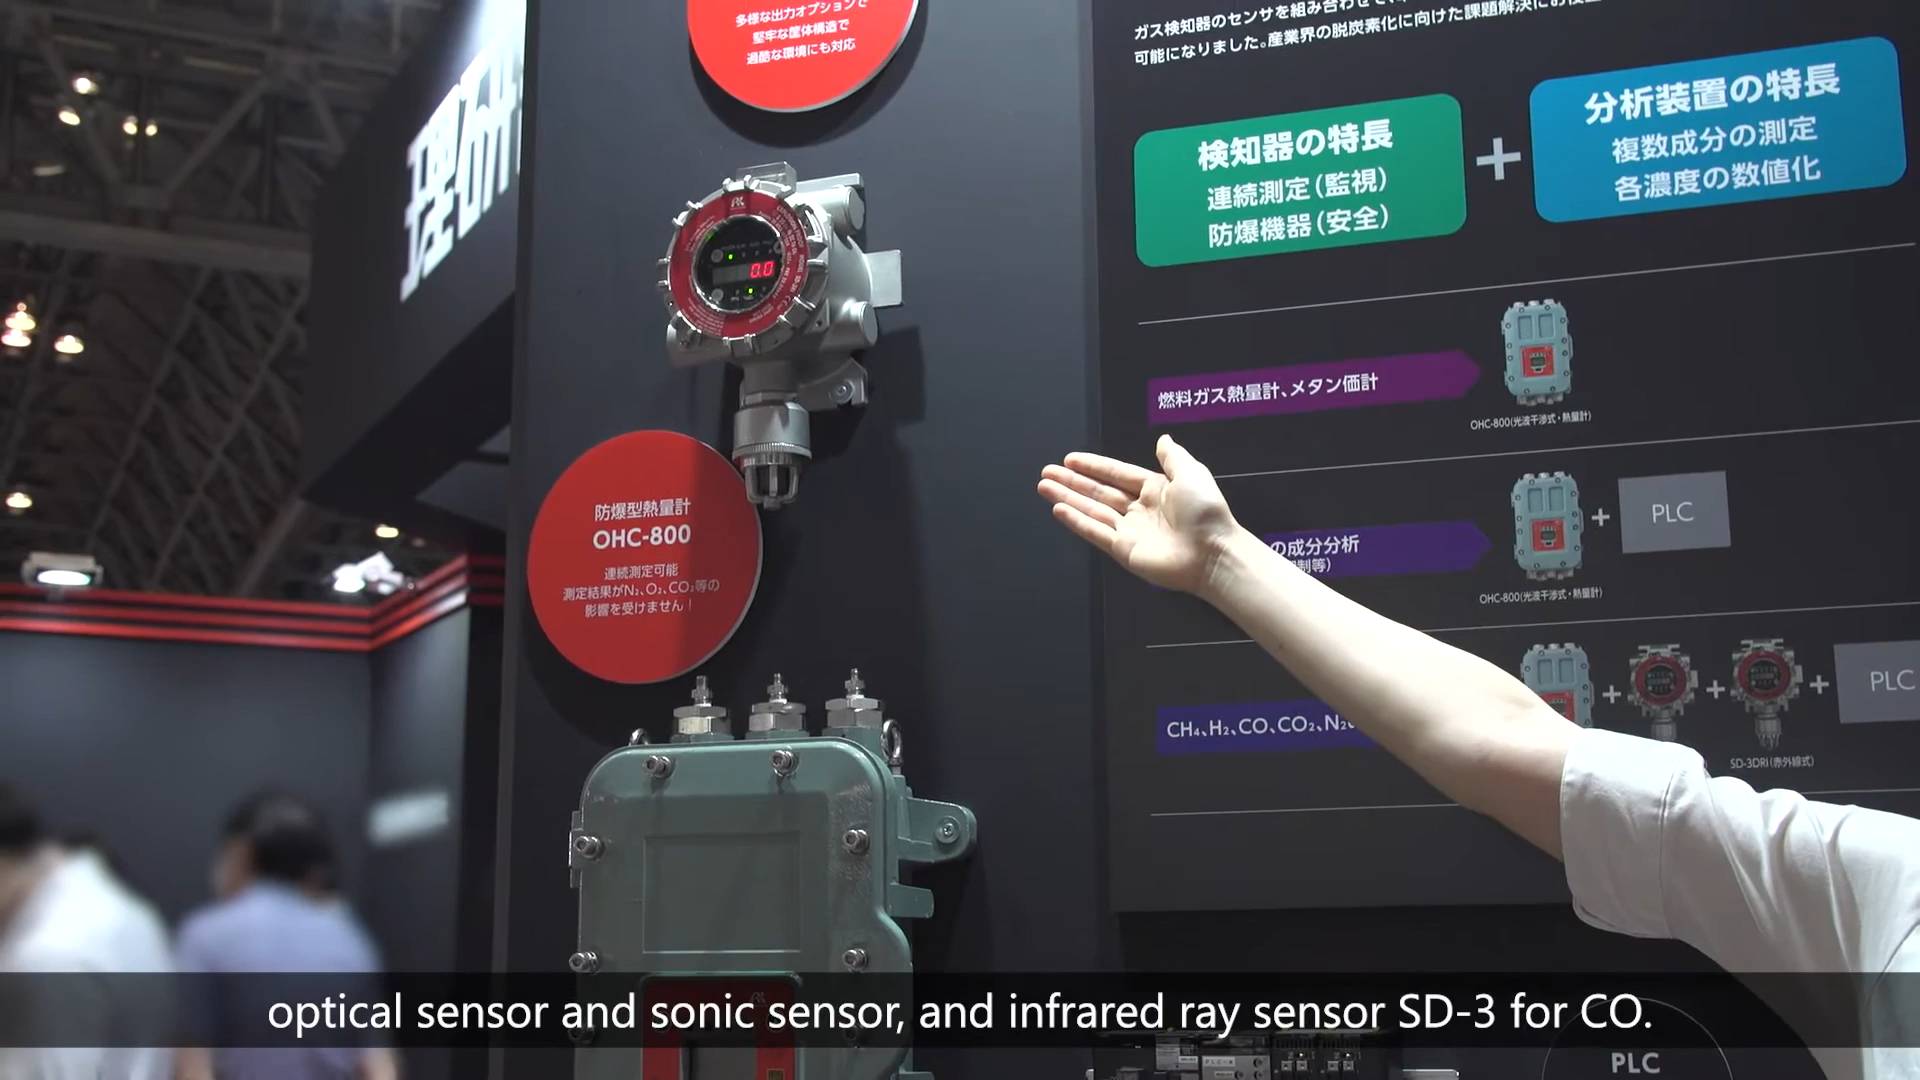 多様な出力オプションで
堅牢な筐体構造で
過酷な環境にも対応
理研
0.0
防爆型熱量計
OHC-800
連続測定可能
測定結果がN₂、O₂、CO₂等の
影響を受けません!
ガス検知器のセンサを組み合わせて、
可能になりました。産業界の脱炭素化に向けた課題解決にお役立
検知器の特長
連続測定（監視）
防爆機器（安全）
+
分析装置の特長
複数成分の測定
各濃度の数値化
燃料ガス熱量計、メタン価計
OHC-800(光波干渉式・熱量計)
の成分分析
制等）
+
PLC
OHC-800(光波干渉式・熱量計)
CH₄、H₂、CO、CO₂、N₂
+
+
+
PLC
SD-3DRI(赤外線式)
optical sensor and sonic sensor, and infrared ray sensor SD-3 for CO.
PLC